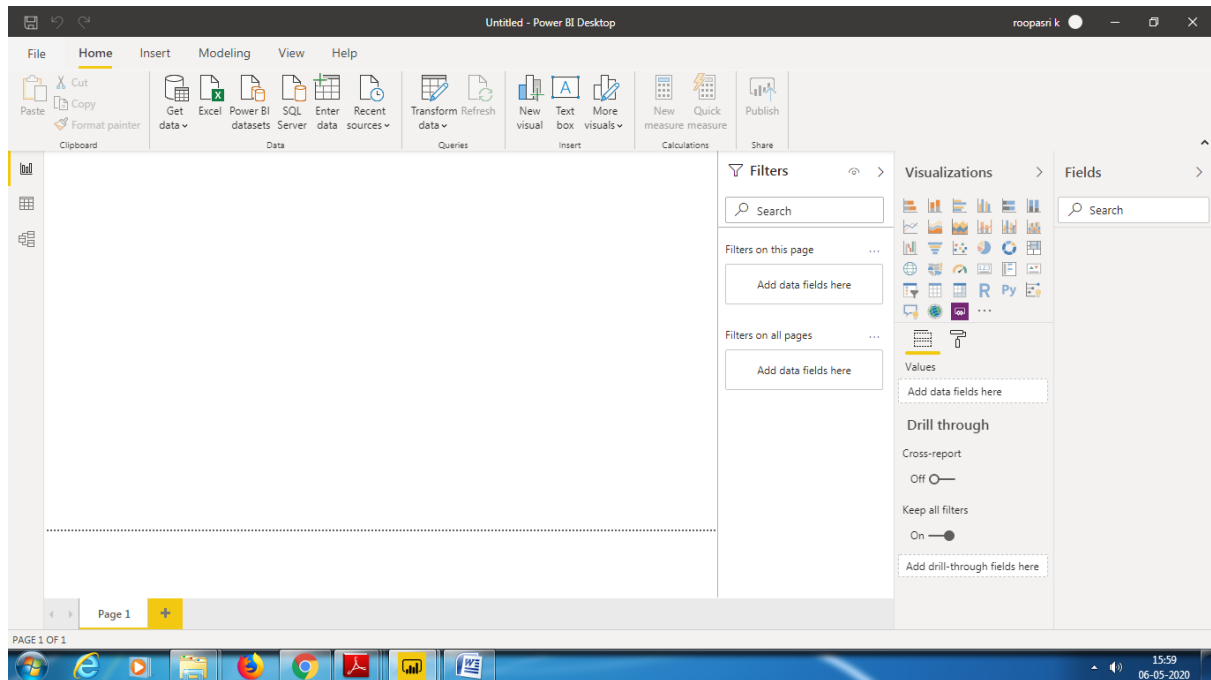 Untitled - Power BI Desktop
roopasri k
File Home Insert Modeling View Help
Paste
Cut
Copy
Format painter
Clipboard
Get data
Excel
Power BI datasets
SQL Server
Enter data
Recent sources
Data
Transform data
Refresh
Queries
New visual
Text box
More visuals
Insert
New measure
Quick measure
Calculations
Publish
Share
Filters
Search
Filters on this page ...
Add data fields here
Filters on all pages ...
Add data fields here
Visualizations
R Py
...
Values
Add data fields here
Drill through
Cross-report
Off
Keep all filters
On
Add drill-through fields here
Fields
Search
Page 1
+
PAGE 1 OF 1
15:59
06-05-2020